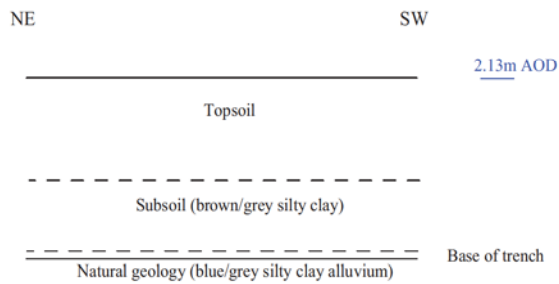 NE
SW
2.13m AOD
Topsoil
Subsoil (brown/grey silty clay)
Base of trench
Natural geology (blue/grey silty clay alluvium)